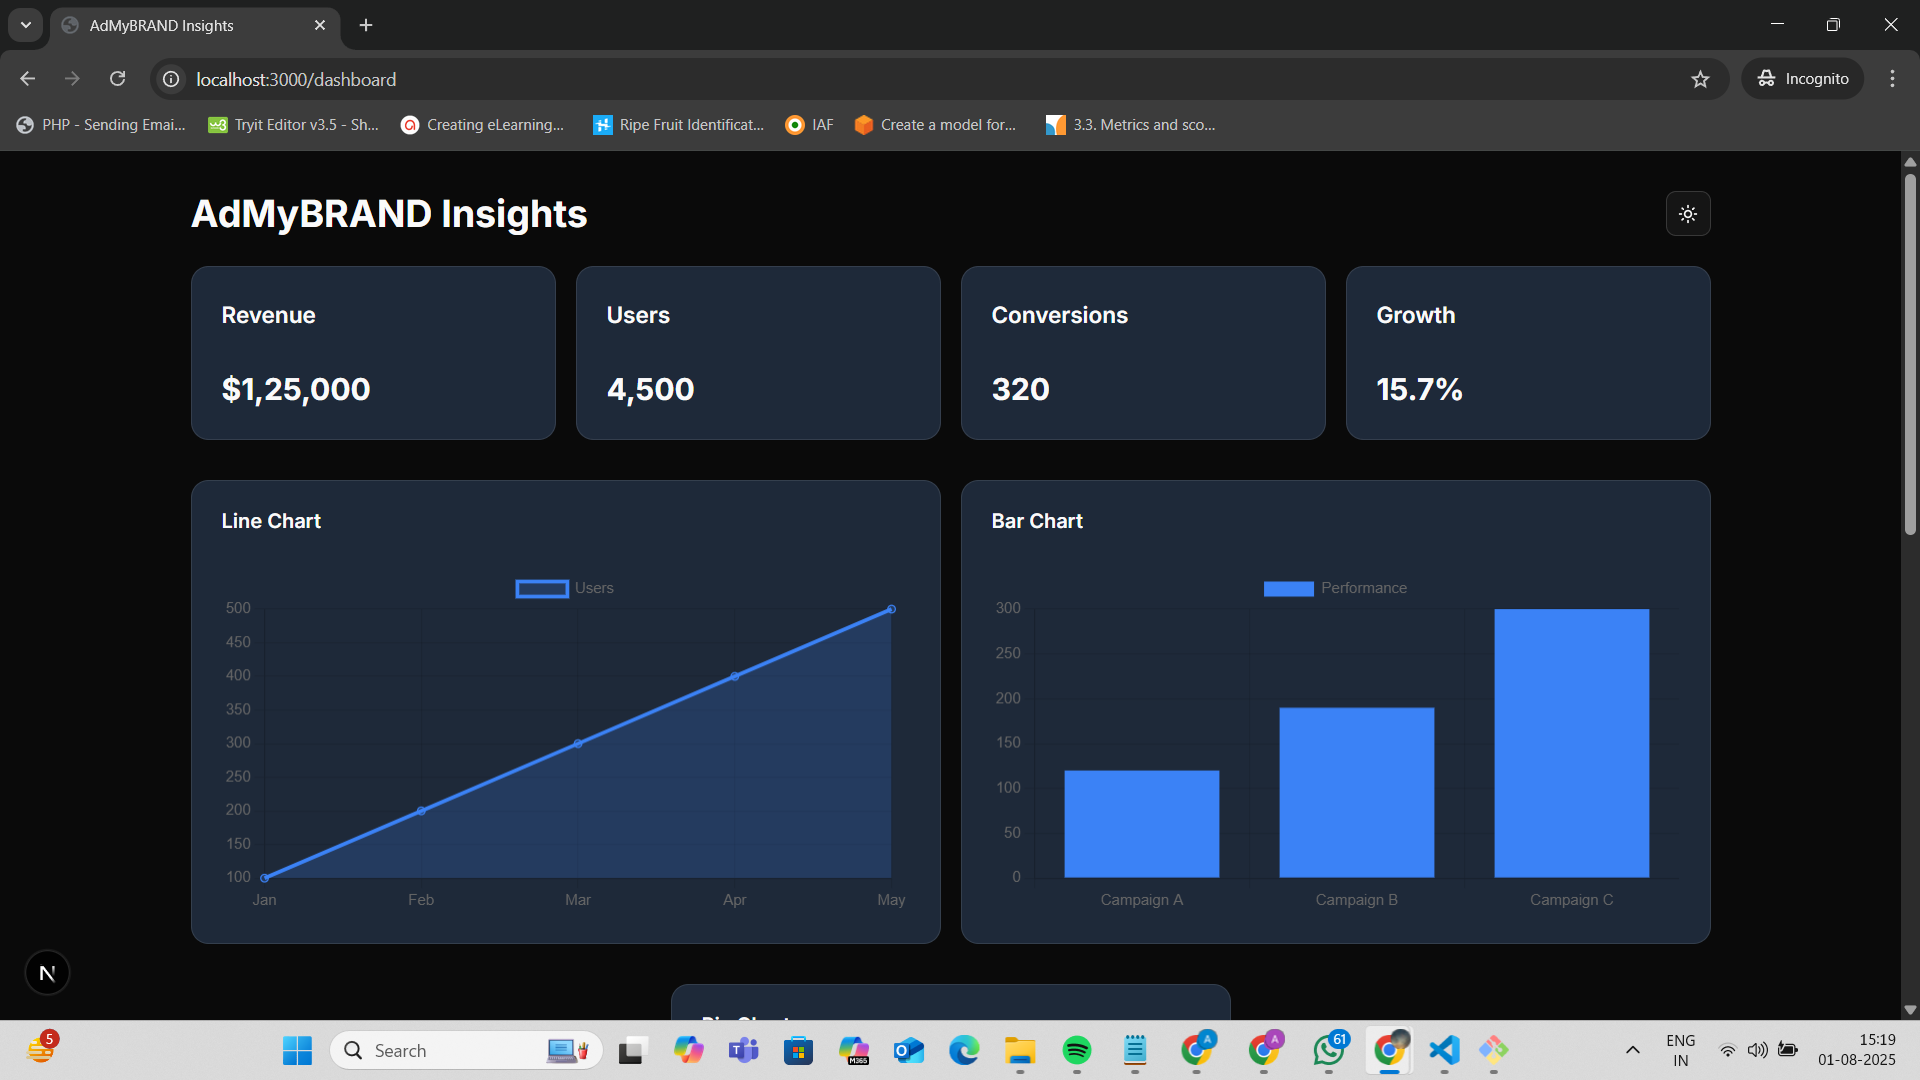 AdMyBRAND Insights
localhost:3000/dashboard
Incognito
PHP - Sending Emai...
Tryit Editor v3.5 - Sh...
Creating eLearning...
Ripe Fruit Identificat...
IAF
Create a model for...
3.3. Metrics and sco...
AdMyBRAND Insights
Revenue
$1,25,000
Users
4,500
Conversions
320
Growth
15.7%
Line Chart
Users
500
450
400
350
300
250
200
150
100
Jan
Feb
Mar
Apr
May
Bar Chart
Performance
300
250
200
150
100
50
0
Campaign A
Campaign B
Campaign C
N
5
Search
M365
A
A
61
ENG
IN
15:19
01-08-2025